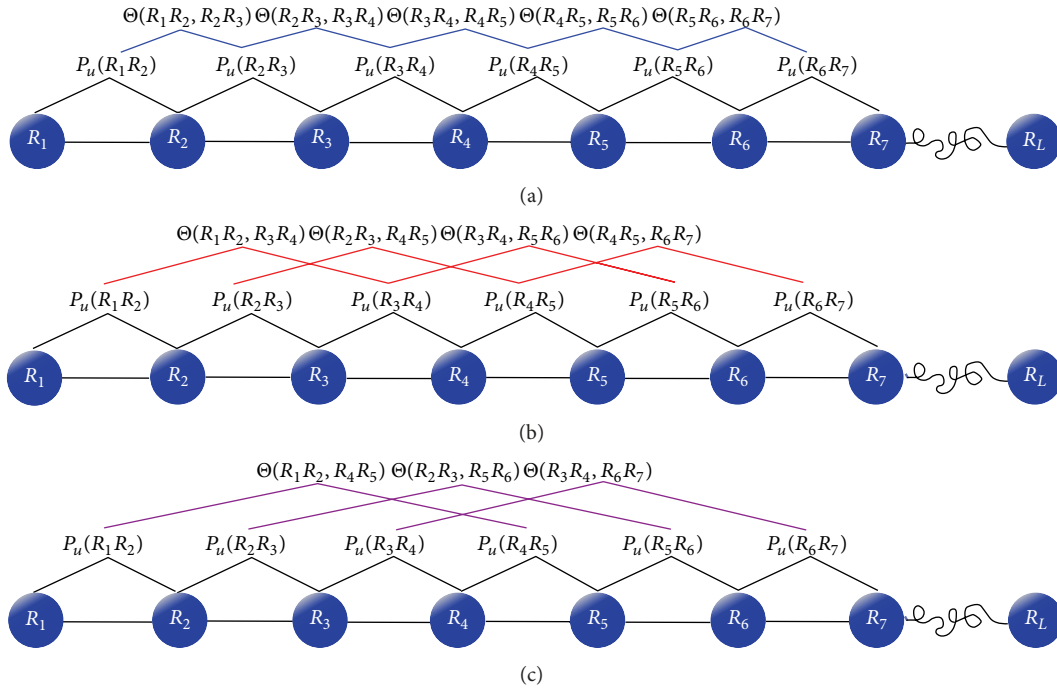 Θ(R₁R₂, R₂R₃) Θ(R₂R₃, R₃R₄) Θ(R₃R₄, R₄R₅) Θ(R₄R₅, R₅R₆) Θ(R₅R₆, R₆R₇)
Pᵤ(R₁R₂) Pᵤ(R₂R₃) Pᵤ(R₃R₄) Pᵤ(R₄R₅) Pᵤ(R₅R₆) Pᵤ(R₆R₇)
R₁ R₂ R₃ R₄ R₅ R₆ R₇ R_L
(a)
Θ(R₁R₂, R₃R₄) Θ(R₂R₃, R₄R₅) Θ(R₃R₄, R₅R₆) Θ(R₄R₅, R₆R₇)
Pᵤ(R₁R₂) Pᵤ(R₂R₃) Pᵤ(R₃R₄) Pᵤ(R₄R₅) Pᵤ(R₅R₆) Pᵤ(R₆R₇)
R₁ R₂ R₃ R₄ R₅ R₆ R₇ R_L
(b)
Θ(R₁R₂, R₄R₅) Θ(R₂R₃, R₅R₆) Θ(R₃R₄, R₆R₇)
Pᵤ(R₁R₂) Pᵤ(R₂R₃) Pᵤ(R₃R₄) Pᵤ(R₄R₅) Pᵤ(R₅R₆) Pᵤ(R₆R₇)
R₁ R₂ R₃ R₄ R₅ R₆ R₇ R_L
(c)